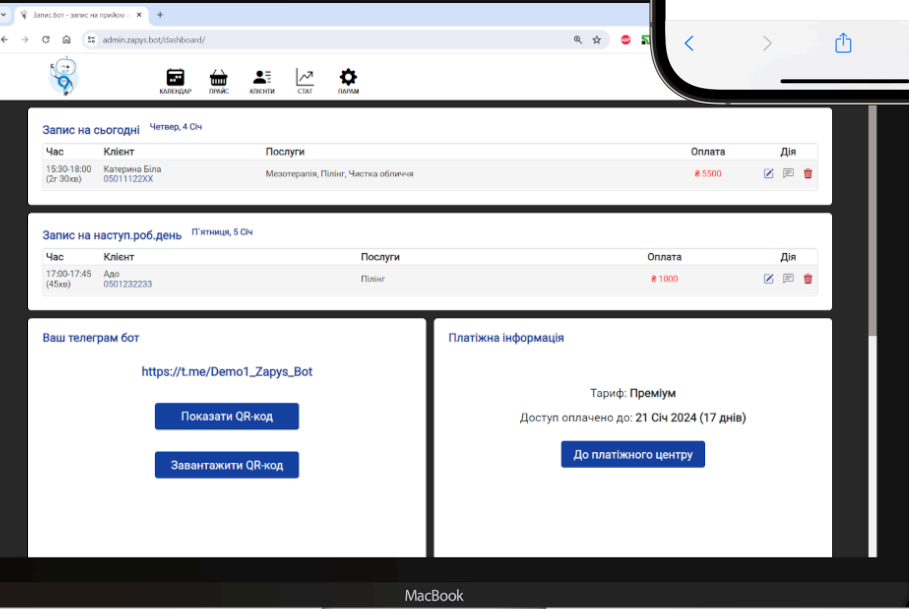 Запис.бот - запис на прийом
admin.zapys.bot/dashboard/
КАЛЕНДАР ПРАЙС КЛІЄНТИ СТАТ ПАРАМ
Запис на сьогодні Четвер, 4 Січ
Час Клієнт Послуги Оплата Дія
15:30-18:00 Катерина Біла Мезотерапія, Пілінг, Чистка обличчя ₴ 5500
(2г 30хв) 05011122XX
Запис на наступ.роб.день П`ятниця, 5 Січ
Час Клієнт Послуги Оплата Дія
17:00-17:45 Адо Пілінг ₴ 1000
(45хв) 0501232233
Ваш телеграм бот
https://t.me/Demo1_Zapys_Bot
Показати QR-код
Завантажити QR-код
Платіжна інформація
Тариф: Преміум
Доступ оплачено до: 21 Січ 2024 (17 днів)
До платіжного центру
MacBook